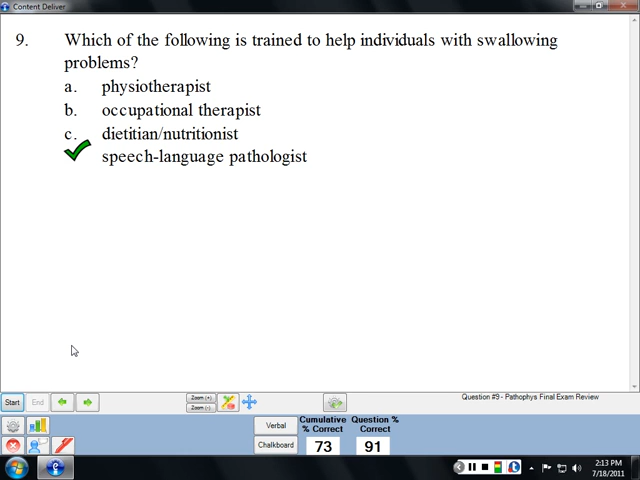 Content Deliver
9. Which of the following is trained to help individuals with swallowing
problems?
a. physiotherapist
b. occupational therapist
c. dietitian/nutritionist
speech-language pathologist
Start End Zoom (+) Question #9 - Pathophys Final Exam Review
Zoom (-)
Verbal Cumulative Question %
% Correct Correct
Chalkboard 73 91
2:13 PM
7/18/2011